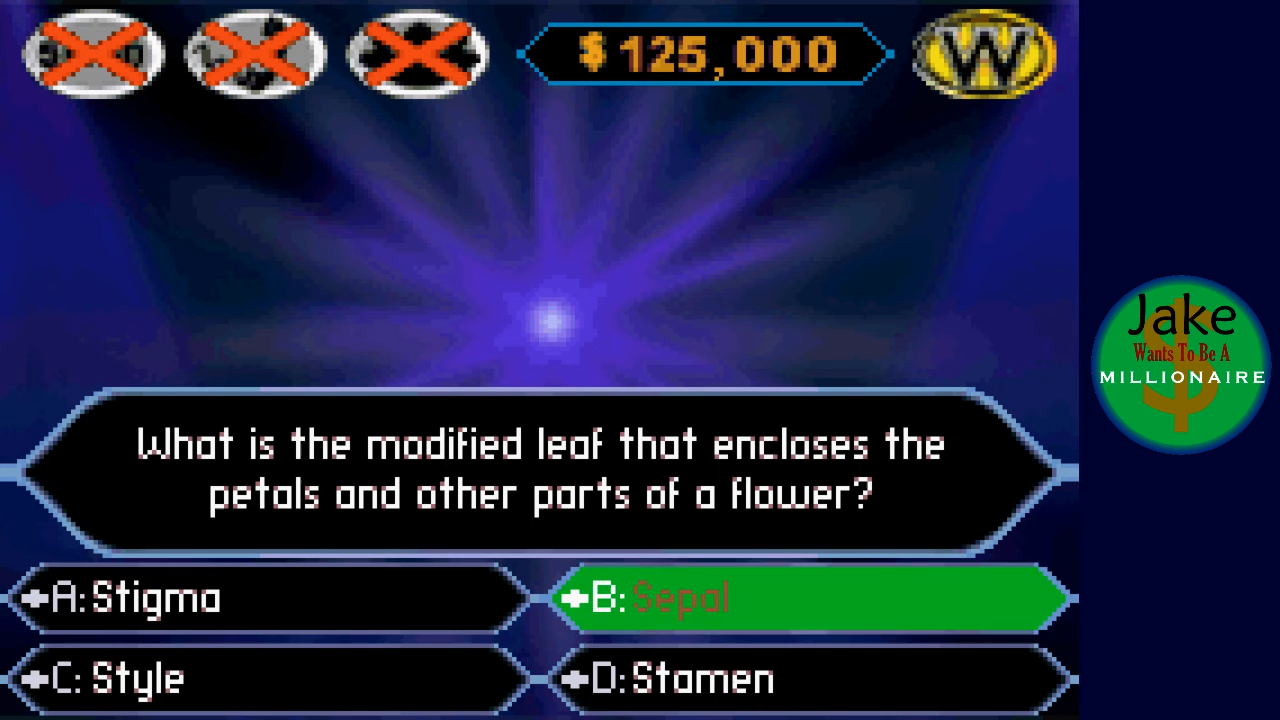 $125,000
W
What is the modified leaf that encloses the
petals and other parts of a flower?
A: Stigma
B: Sepal
C: Style
D: Stamen
Jake
Wants To Be A
MILLIONAIRE
$